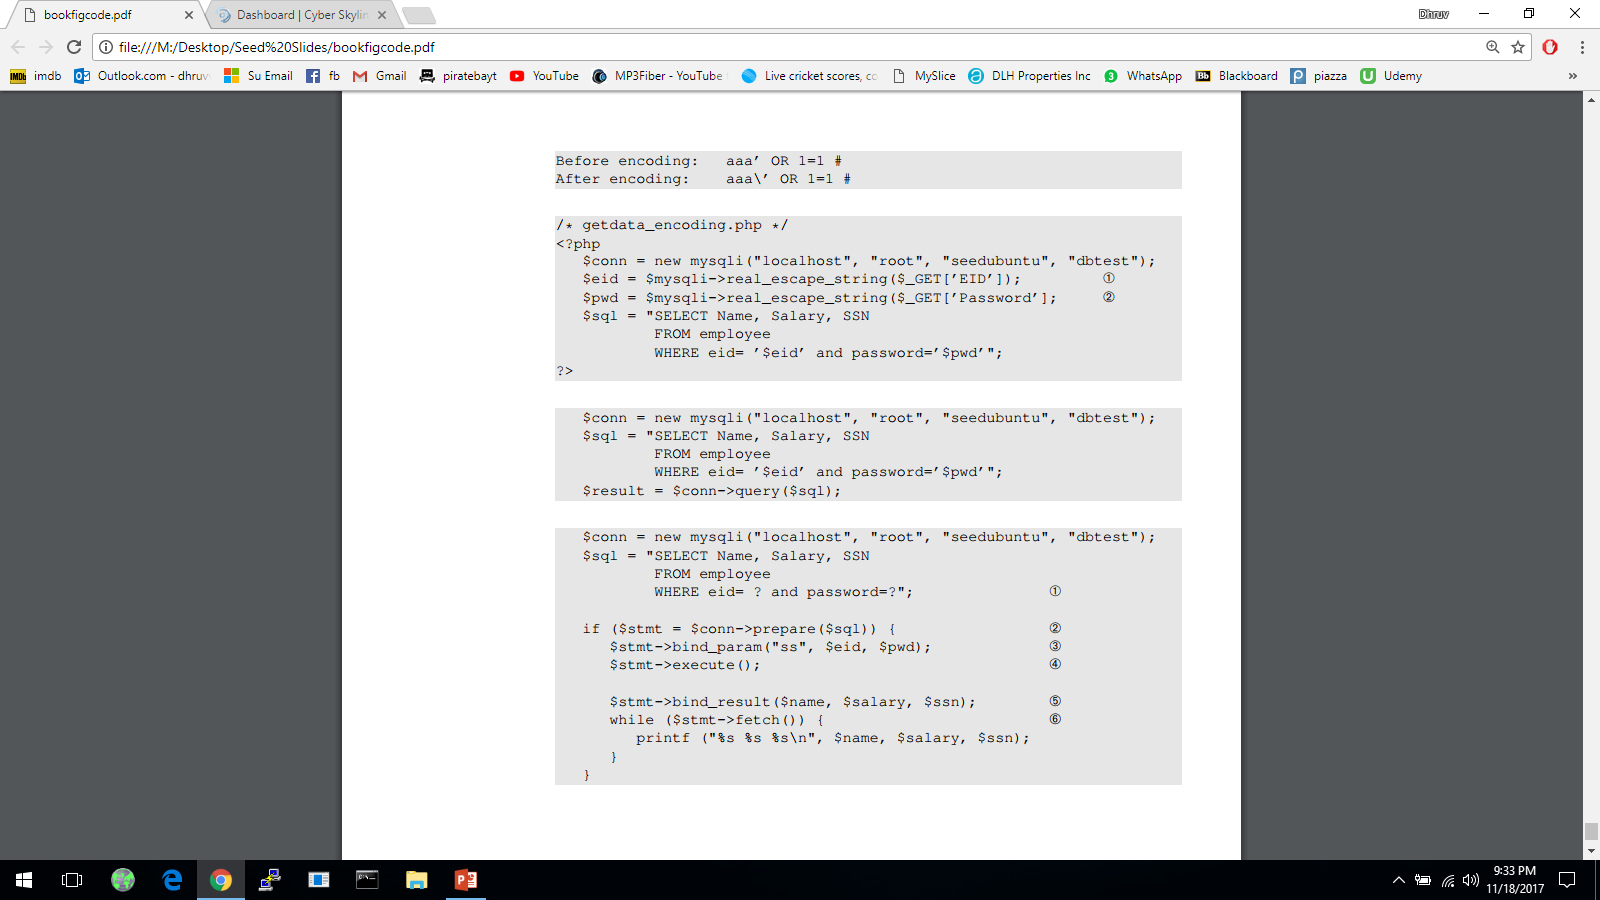 bookfigcode.pdf
Dashboard | Cyber Skylin
Dhruv
file:///M:/Desktop/Seed%20Slides/bookfigcode.pdf
IMDb imdb Outlook.com - dhruv Su Email fb Gmail piratebayt YouTube MP3Fiber - YouTube Live cricket scores, co MySlice DLH Properties Inc WhatsApp Bb Blackboard piazza Udemy »
Before encoding:   aaa’ OR 1=1 #
After encoding:    aaa\’ OR 1=1 #
/* getdata_encoding.php */
<?php
   $conn = new mysqli("localhost", "root", "seedubuntu", "dbtest");
   $eid = $mysqli->real_escape_string($_GET[’EID’]);         ①
   $pwd = $mysqli->real_escape_string($_GET[’Password’];     ②
   $sql = "SELECT Name, Salary, SSN
           FROM employee
           WHERE eid= ’$eid’ and password=’$pwd’";
?>
   $conn = new mysqli("localhost", "root", "seedubuntu", "dbtest");
   $sql = "SELECT Name, Salary, SSN
           FROM employee
           WHERE eid= ’$eid’ and password=’$pwd’";
   $result = $conn->query($sql);
   $conn = new mysqli("localhost", "root", "seedubuntu", "dbtest");
   $sql = "SELECT Name, Salary, SSN
           FROM employee
           WHERE eid= ? and password=?";               ①
   if ($stmt = $conn->prepare($sql)) {                 ②
      $stmt->bind_param("ss", $eid, $pwd);             ③
      $stmt->execute();                                ④
      $stmt->bind_result($name, $salary, $ssn);        ⑤
      while ($stmt->fetch()) {                         ⑥
         printf ("%s %s %s\n", $name, $salary, $ssn);
      }
   }
9:33 PM
11/18/2017